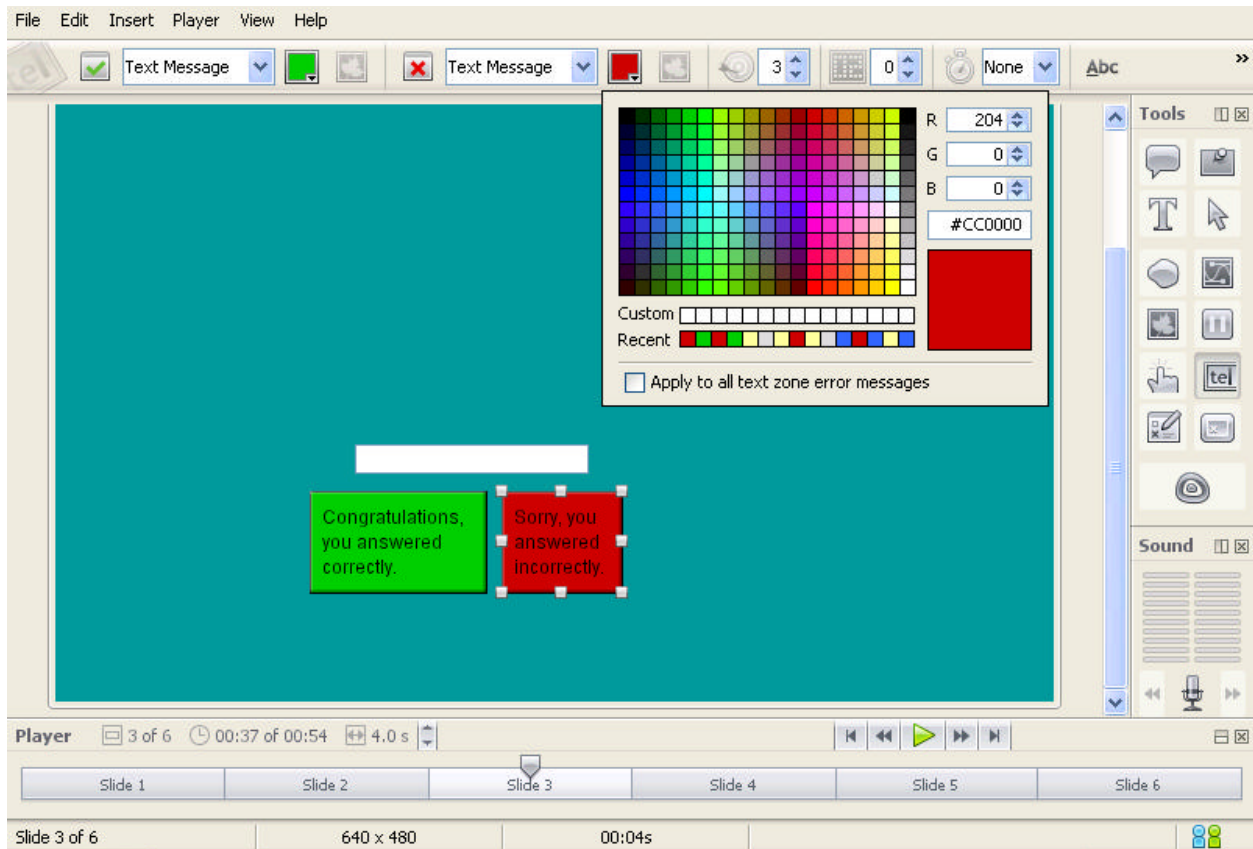 File Edit Insert Player View Help
tel Text Message Text Message 3 0 None Abc »
R 204
G 0
B 0
#CC0000
Custom
Recent
Apply to all text zone error messages
Tools
T
tel
Congratulations,
you answered
correctly.
Sorry, you
answered
incorrectly.
Sound
Player 3 of 6 00:37 of 00:54 4.0 s
Slide 1 Slide 2 Slide 3 Slide 4 Slide 5 Slide 6
Slide 3 of 6 640 x 480 00:04s